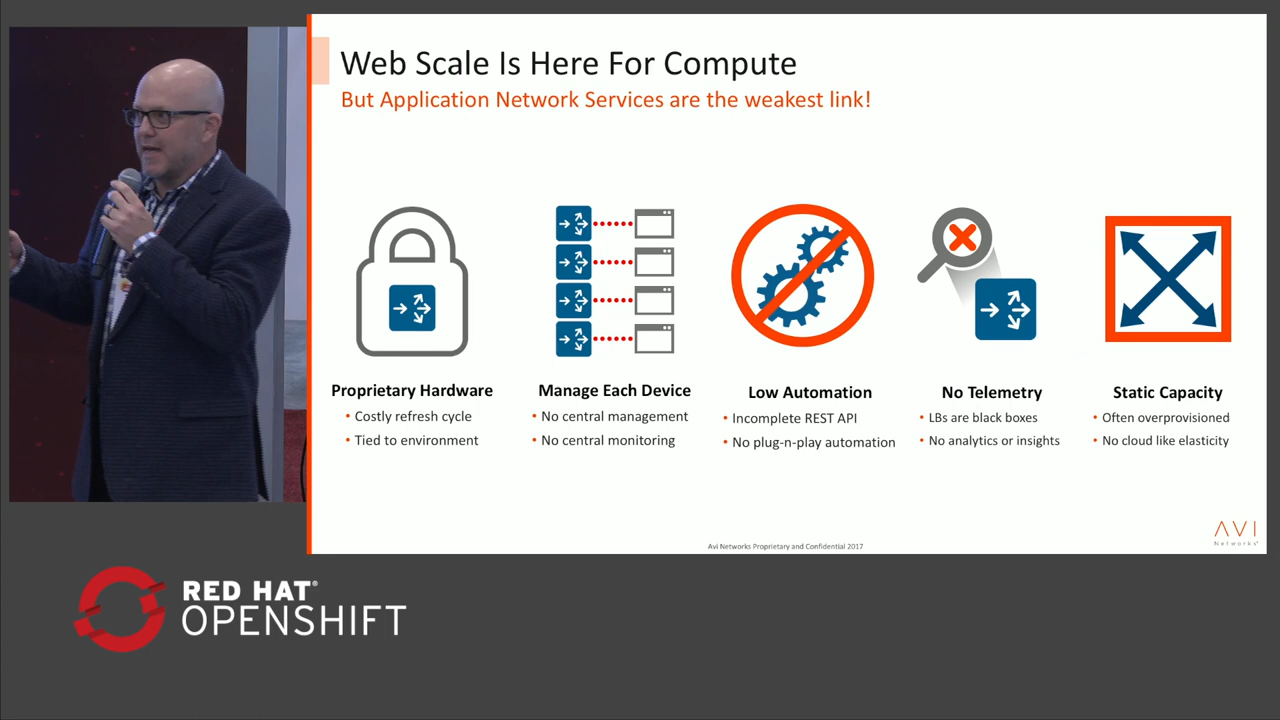 Web Scale Is Here For Compute
But Application Network Services are the weakest link!
Proprietary Hardware
• Costly refresh cycle
• Tied to environment
Manage Each Device
• No central management
• No central monitoring
Low Automation
• Incomplete REST API
• No plug-n-play automation
No Telemetry
• LBs are black boxes
• No analytics or insights
Static Capacity
• Often overprovisioned
• No cloud like elasticity
AVI
Networks
Avi Networks Proprietary and Confidential 2017
RED HAT®
OPENSHIFT